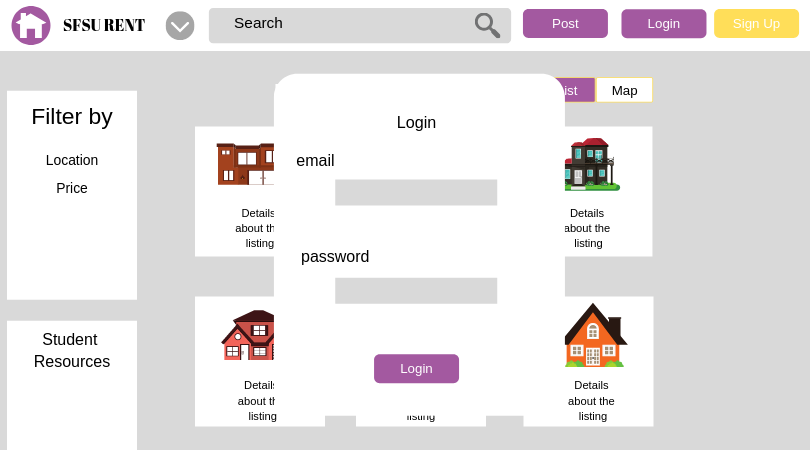 SFSU RENT
Search
Post
Login
Sign Up
ist
Map
Filter by
Location
Price
Student
Resources
Login
email
password
Login
Details
about the
listing
Details
about the
listing
Details
about th
listing
listing
Details
about the
listing